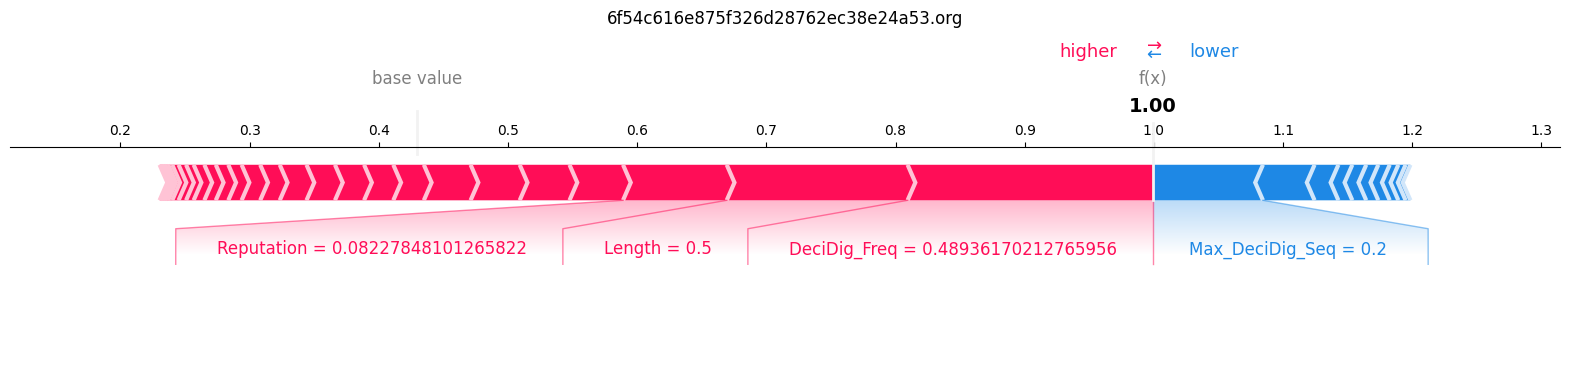 6f54c616e875f326d28762ec38e24a53.org
higher ⇄ lower
base value f(x)
1.00
0.2 0.3 0.4 0.5 0.6 0.7 0.8 0.9 1.0 1.1 1.2 1.3
Reputation = 0.08227848101265822 Length = 0.5 DeciDig_Freq = 0.48936170212765956 Max_DeciDig_Seq = 0.2